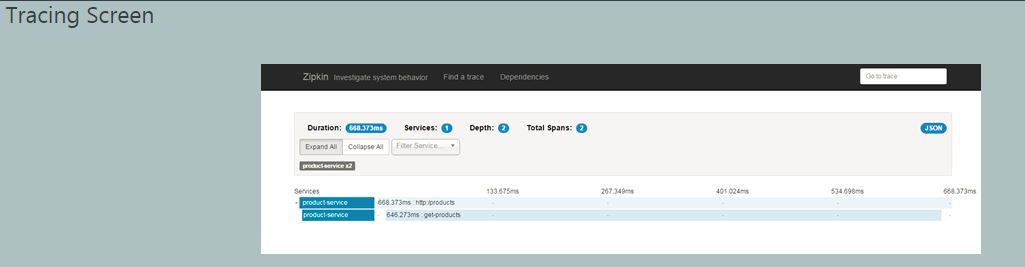 Tracing Screen
Zipkin Investigate system behavior Find a trace Dependencies Go to trace
Duration: 668.373ms Services: 1 Depth: 2 Total Spans: 2 JSON
Expand All Collapse All Filter Service...
product-service x2
Services 133.675ms 267.349ms 401.024ms 534.698ms 668.373ms
- product-service 668.373ms : http:/products
product-service 646.273ms : get-products